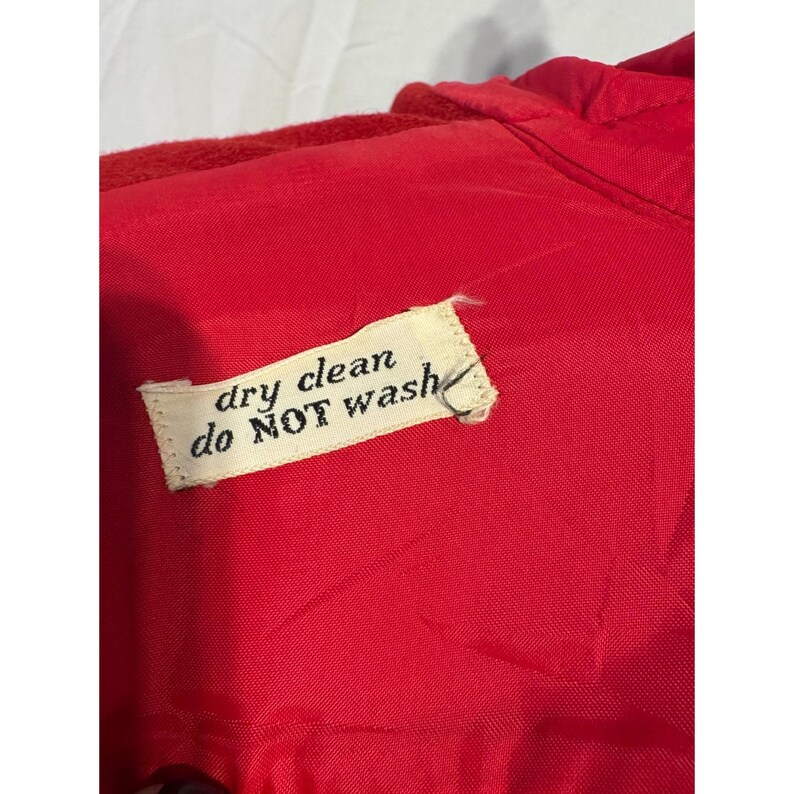 dry clean
do NOT wash